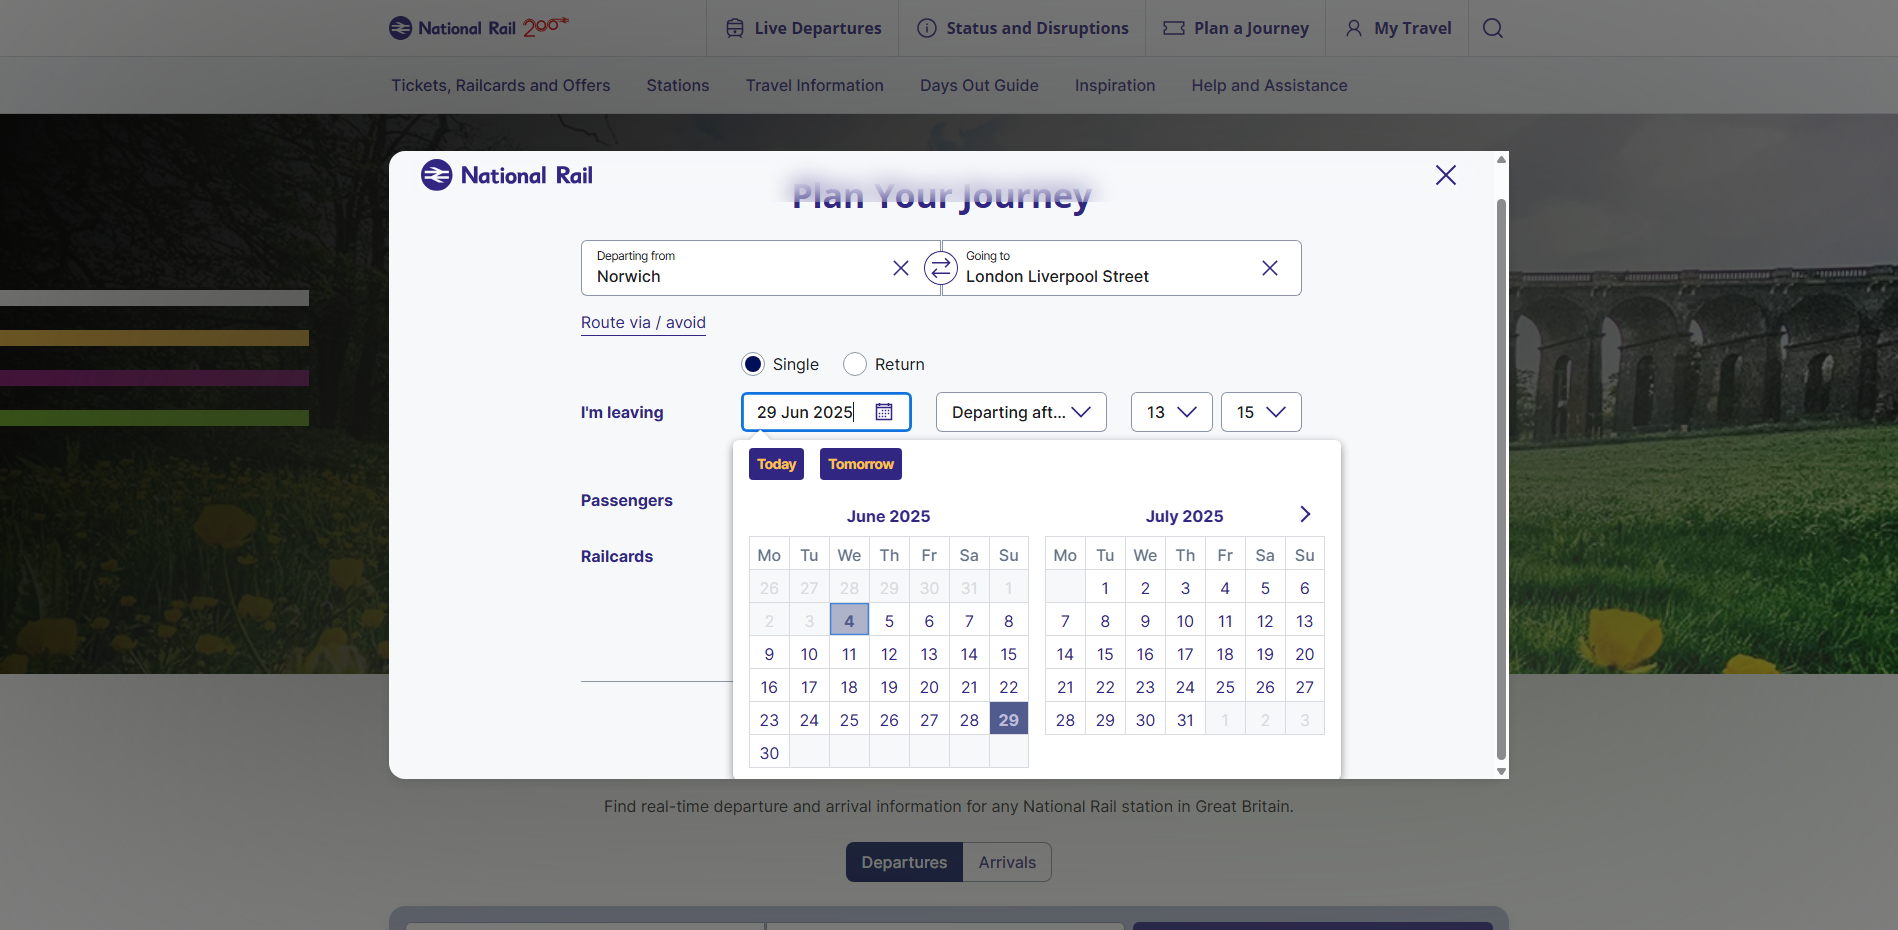 National Rail 200
Live Departures
Status and Disruptions
Plan a Journey
My Travel
Tickets, Railcards and Offers
Stations
Travel Information
Days Out Guide
Inspiration
Help and Assistance
National Rail
Plan Your Journey
Departing from
Norwich
Going to
London Liverpool Street
Route via / avoid
Single
Return
I'm leaving
29 Jun 2025
Departing aft...
13
15
Today
Tomorrow
Passengers
Railcards
June 2025
Mo Tu We Th Fr Sa Su
26 27 28 29 30 31 1
2 3 4 5 6 7 8
9 10 11 12 13 14 15
16 17 18 19 20 21 22
23 24 25 26 27 28 29
30
July 2025
Mo Tu We Th Fr Sa Su
1 2 3 4 5 6
7 8 9 10 11 12 13
14 15 16 17 18 19 20
21 22 23 24 25 26 27
28 29 30 31 1 2 3
Find real-time departure and arrival information for any National Rail station in Great Britain.
Departures
Arrivals